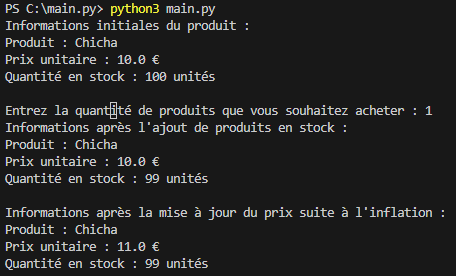 PS C:\main.py> python3 main.py
Informations initiales du produit :
Produit : Chicha
Prix unitaire : 10.0 €
Quantité en stock : 100 unités
Entrez la quantité de produits que vous souhaitez acheter : 1
Informations après l'ajout de produits en stock :
Produit : Chicha
Prix unitaire : 10.0 €
Quantité en stock : 99 unités
Informations après la mise à jour du prix suite à l'inflation :
Produit : Chicha
Prix unitaire : 11.0 €
Quantité en stock : 99 unités